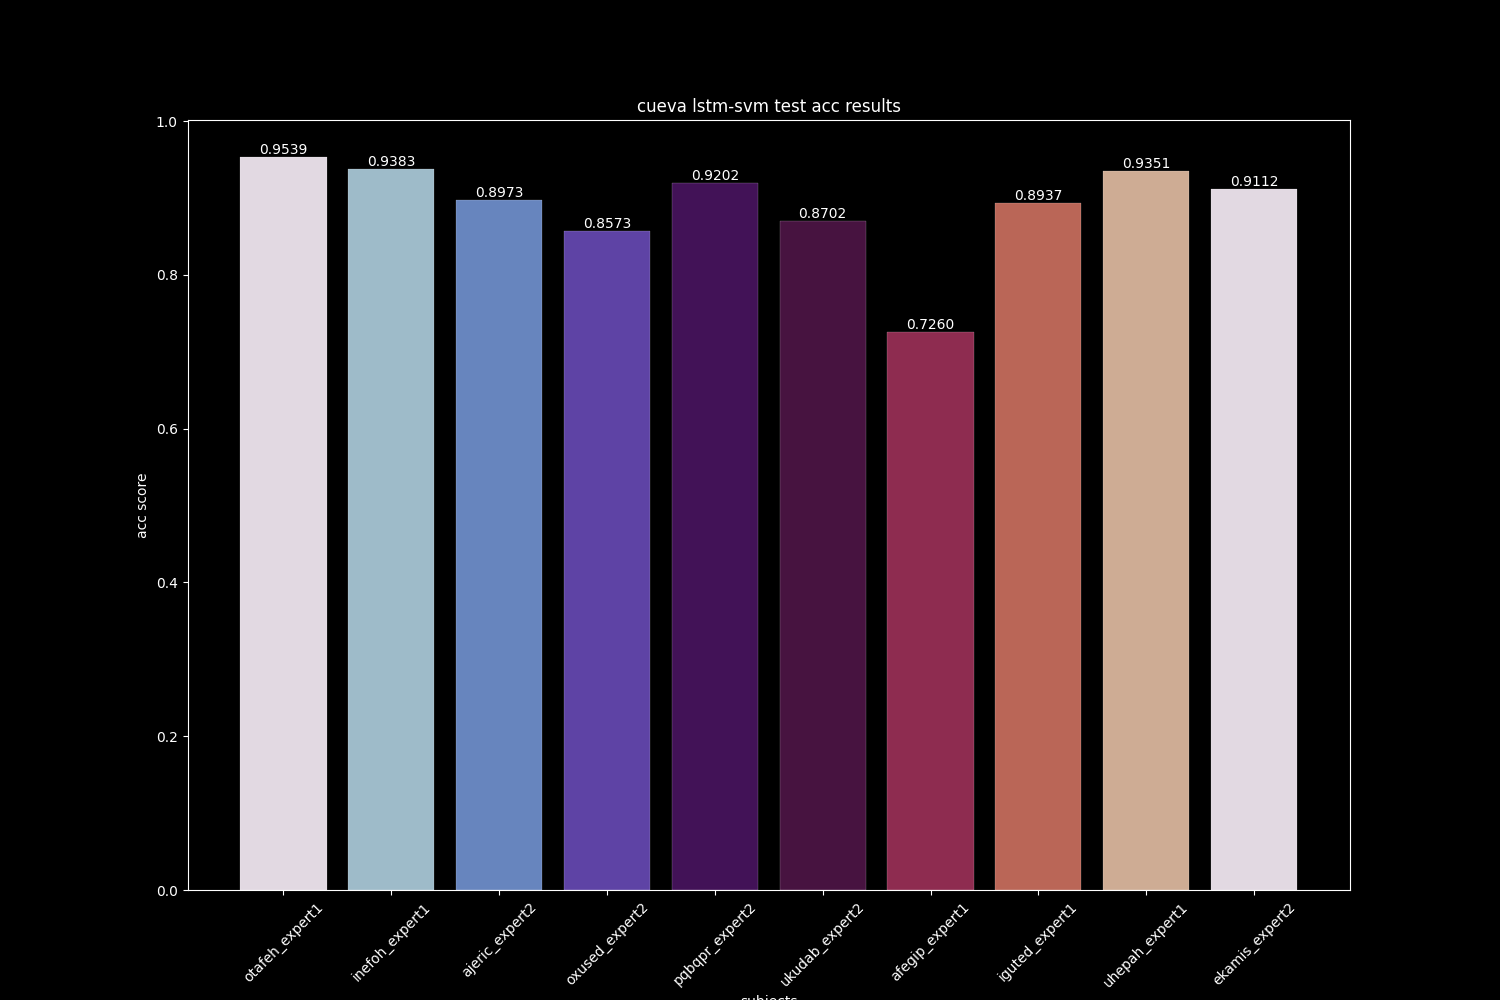 cueva lstm-svm test acc results
1.0
0.8
0.6
0.4
0.2
0.0
acc score
0.9539
0.9383
0.8973
0.8573
0.9202
0.8702
0.7260
0.8937
0.9351
0.9112
otafeh_expert1
inefoh_expert1
ajeric_expert2
oxused_expert2
pqbqpr_expert2
ukudab_expert2
afegip_expert1
iguted_expert1
uhepah_expert1
ekamis_expert2
subjects